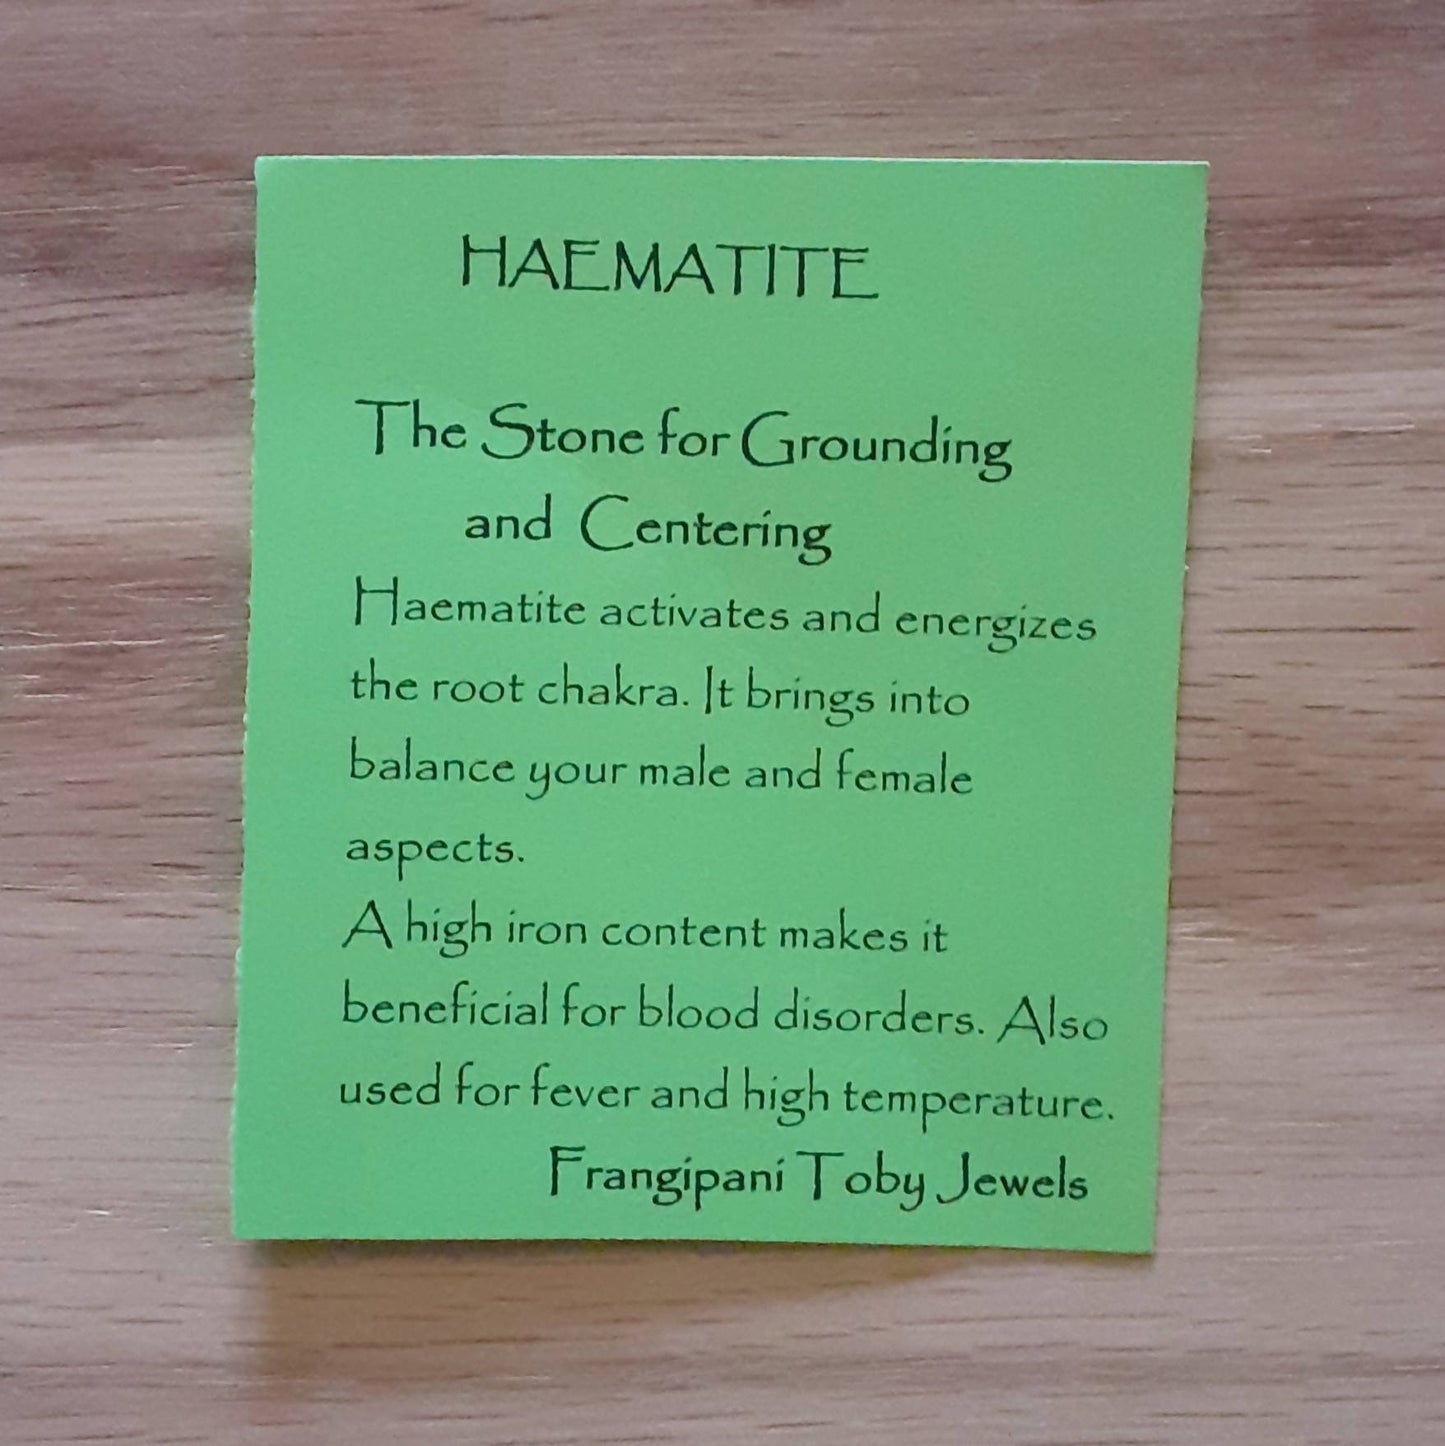 HAEMATITE
The Stone for Grounding
and Centering
Haematite activates and energizes
the root chakra. It brings into
balance your male and female
aspects.
A high iron content makes it
beneficial for blood disorders. Also
used for fever and high temperature.
Frangipani Toby Jewels